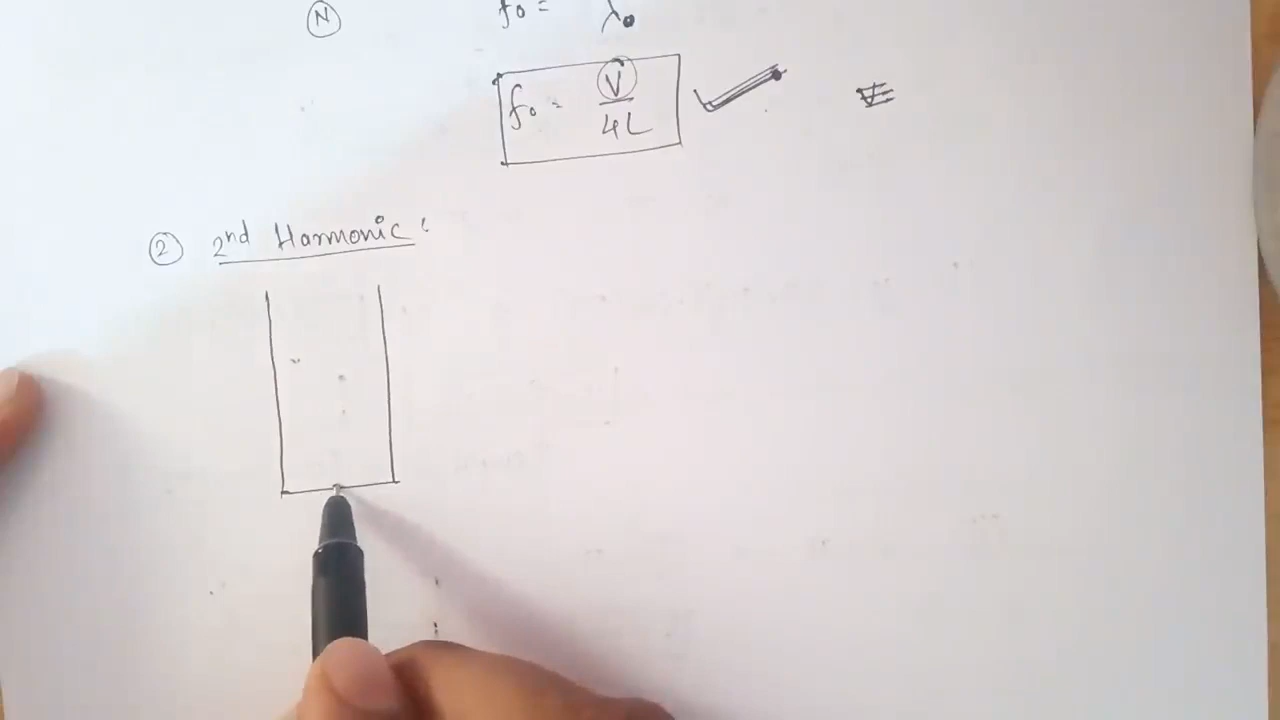 N
f₀ = λ₀
f₀ = V/4L
② 2nd Harmonic :